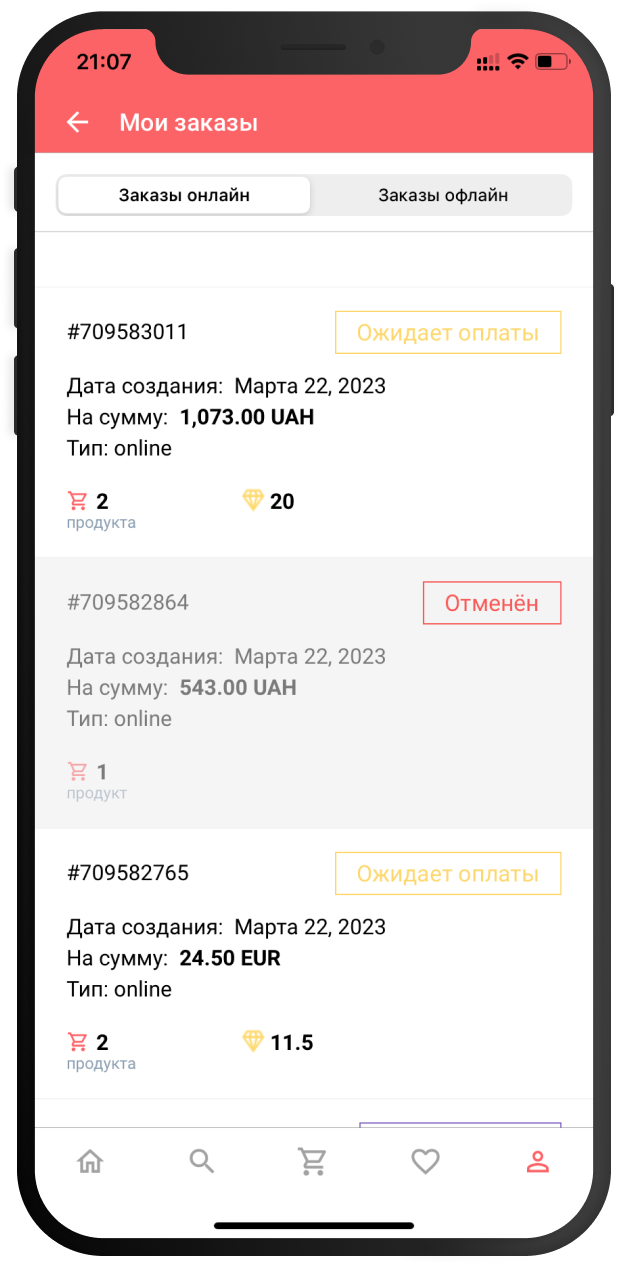 21:07
Мои заказы
Заказы онлайн
Заказы офлайн
#709583011
Ожидает оплаты
Дата создания: Марта 22, 2023
На сумму: 1,073.00 UAH
Тип: online
2
20
продукта
#709582864
Отменён
Дата создания: Марта 22, 2023
На сумму: 543.00 UAH
Тип: online
1
продукт
#709582765
Ожидает оплаты
Дата создания: Марта 22, 2023
На сумму: 24.50 EUR
Тип: online
2
11.5
продукта